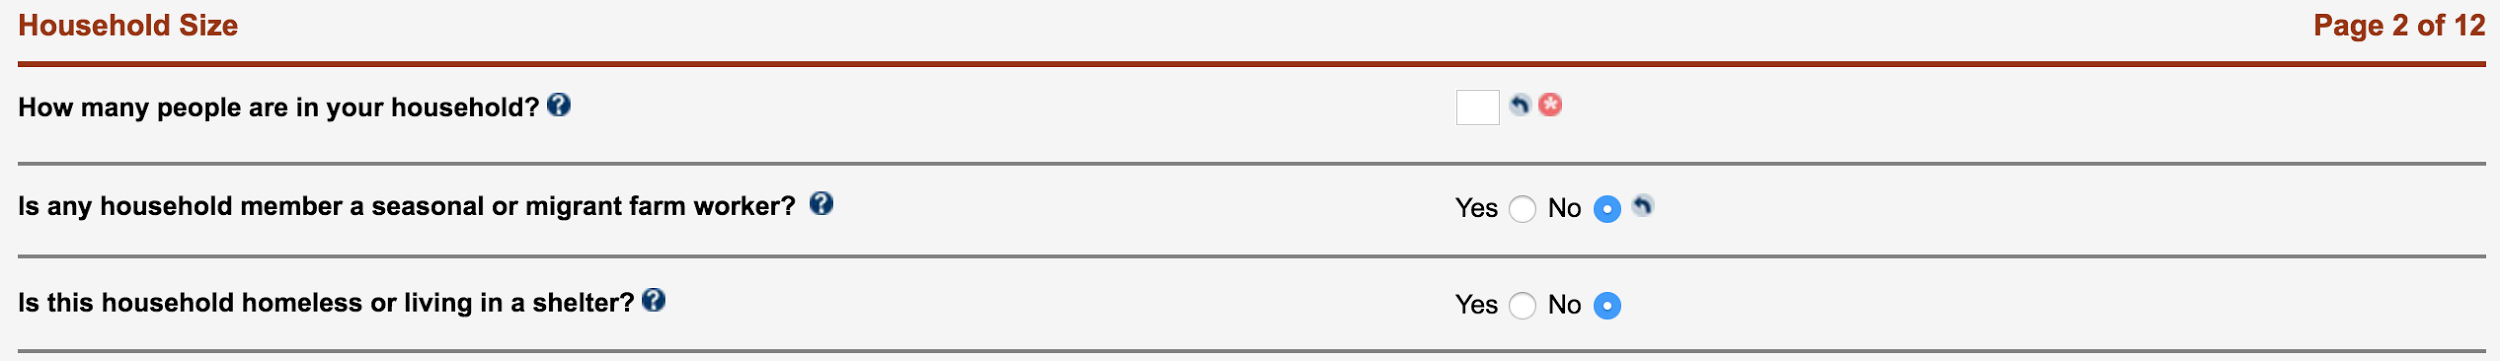 Household Size Page 2 of 12
How many people are in your household? ?
Is any household member a seasonal or migrant farm worker? ? Yes No
Is this household homeless or living in a shelter? ? Yes No